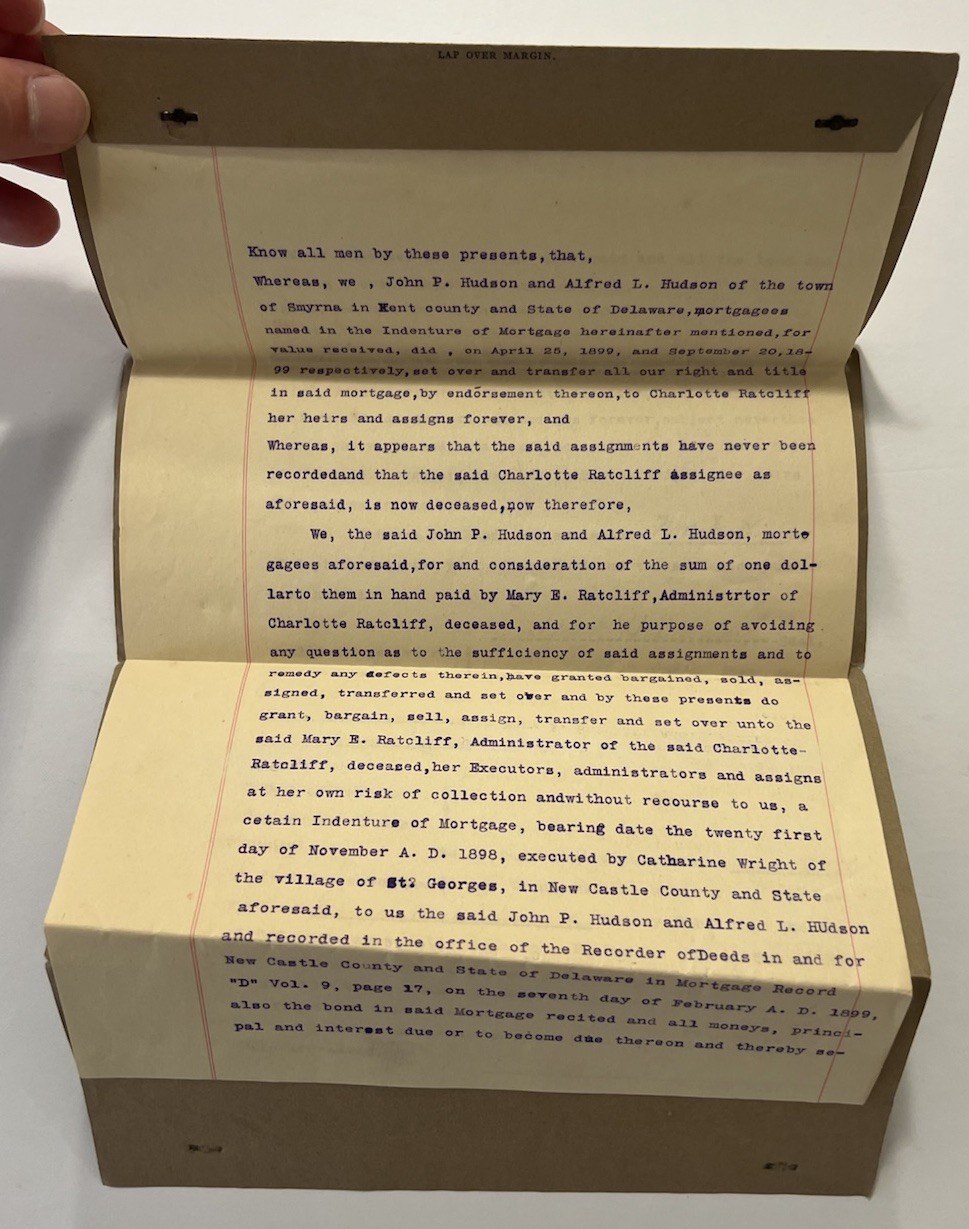 LAP OVER MARGIN.
Know all men by these presents,that,
Whereas, we , John P. Hudson and Alfred L. Hudson of the town
of Smyrna in Kent county and State of Delaware,mortgagees
named in the Indenture of Mortgage hereinafter mentioned,for
value received, did , on April 25, 1899, and September 20,18-
99 respectively,set over and transfer all our right and title
in said mortgage,by endorsement thereon,to Charlotte Ratcliff
her heirs and assigns forever, and
Whereas, it appears that the said assignments have never been
recordedand that the said Charlotte Ratcliff assignee as
aforesaid, is now deceased,now therefore,
We, the said John P. Hudson and Alfred L. Hudson, morte
gagees aforesaid,for and consideration of the sum of one dol-
larto them in hand paid by Mary E. Ratcliff,Administrtor of
Charlotte Ratcliff, deceased, and for he purpose of avoiding
any question as to the sufficiency of said assignments and to
remedy any defects therein,have granted bargained, sold, as-
signed, transferred and set over and by these presents do
grant, bargain, sell, assign, transfer and set over unto the
said Mary E. Ratcliff, Administrator of the said Charlotte-
Ratcliff, deceased,her Executors, administrators and assigns
at her own risk of collection andwithout recourse to us, a
cetain Indenture of Mortgage, bearing date the twenty first
day of November A. D. 1898, executed by Catharine Wright of
the village of St? Georges, in New Castle County and State
aforesaid, to us the said John P. Hudson and Alfred L. HUdson
and recorded in the office of the Recorder ofDeeds in and for
New Castle County and State of Delaware in Mortgage Record
"D" Vol. 9, page 17, on the seventh day of February A. D. 1899,
also the bond in said Mortgage recited and all moneys, princi-
pal and interest due or to become due thereon and thereby se-